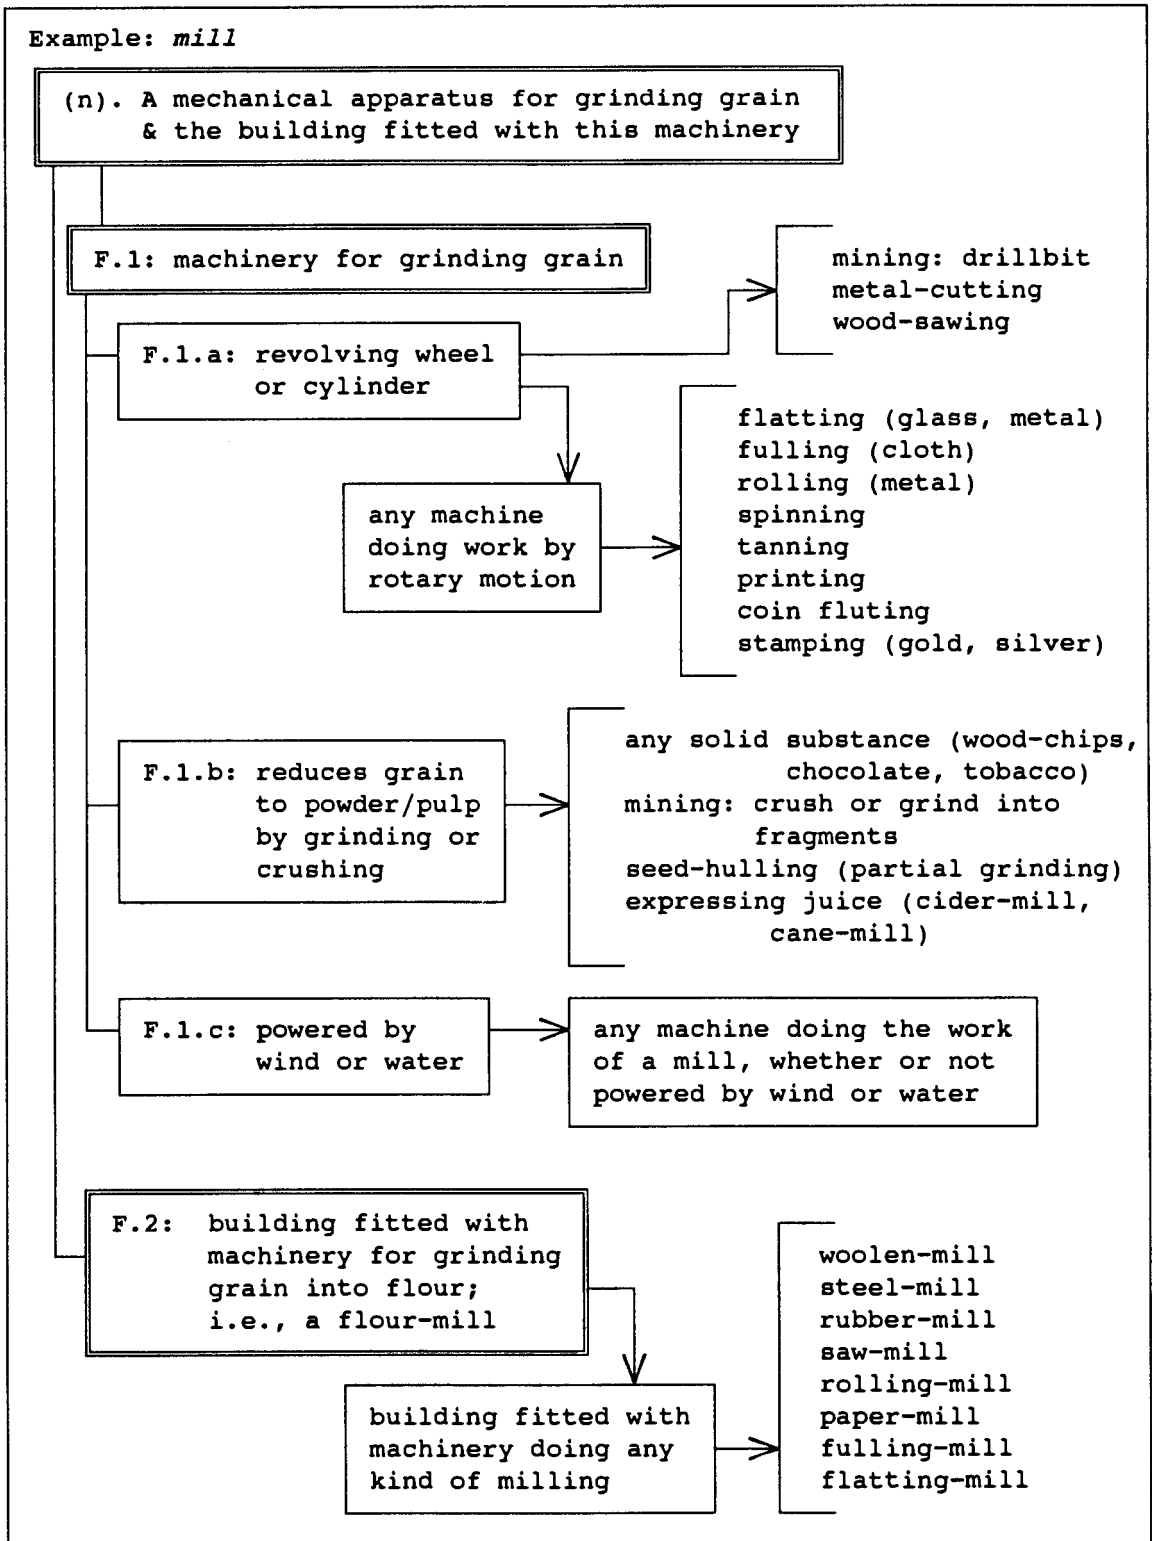 Example: mill
(n). A mechanical apparatus for grinding grain
& the building fitted with this machinery
F.1: machinery for grinding grain
mining: drillbit
metal-cutting
wood-sawing
F.1.a: revolving wheel
or cylinder
flatting (glass, metal)
fulling (cloth)
rolling (metal)
spinning
tanning
printing
coin fluting
stamping (gold, silver)
any machine
doing work by
rotary motion
F.1.b: reduces grain
to powder/pulp
by grinding or
crushing
any solid substance (wood-chips,
chocolate, tobacco)
mining: crush or grind into
fragments
seed-hulling (partial grinding)
expressing juice (cider-mill,
cane-mill)
F.1.c: powered by
wind or water
any machine doing the work
of a mill, whether or not
powered by wind or water
F.2: building fitted with
machinery for grinding
grain into flour;
i.e., a flour-mill
building fitted with
machinery doing any
kind of milling
woolen-mill
steel-mill
rubber-mill
saw-mill
rolling-mill
paper-mill
fulling-mill
flatting-mill